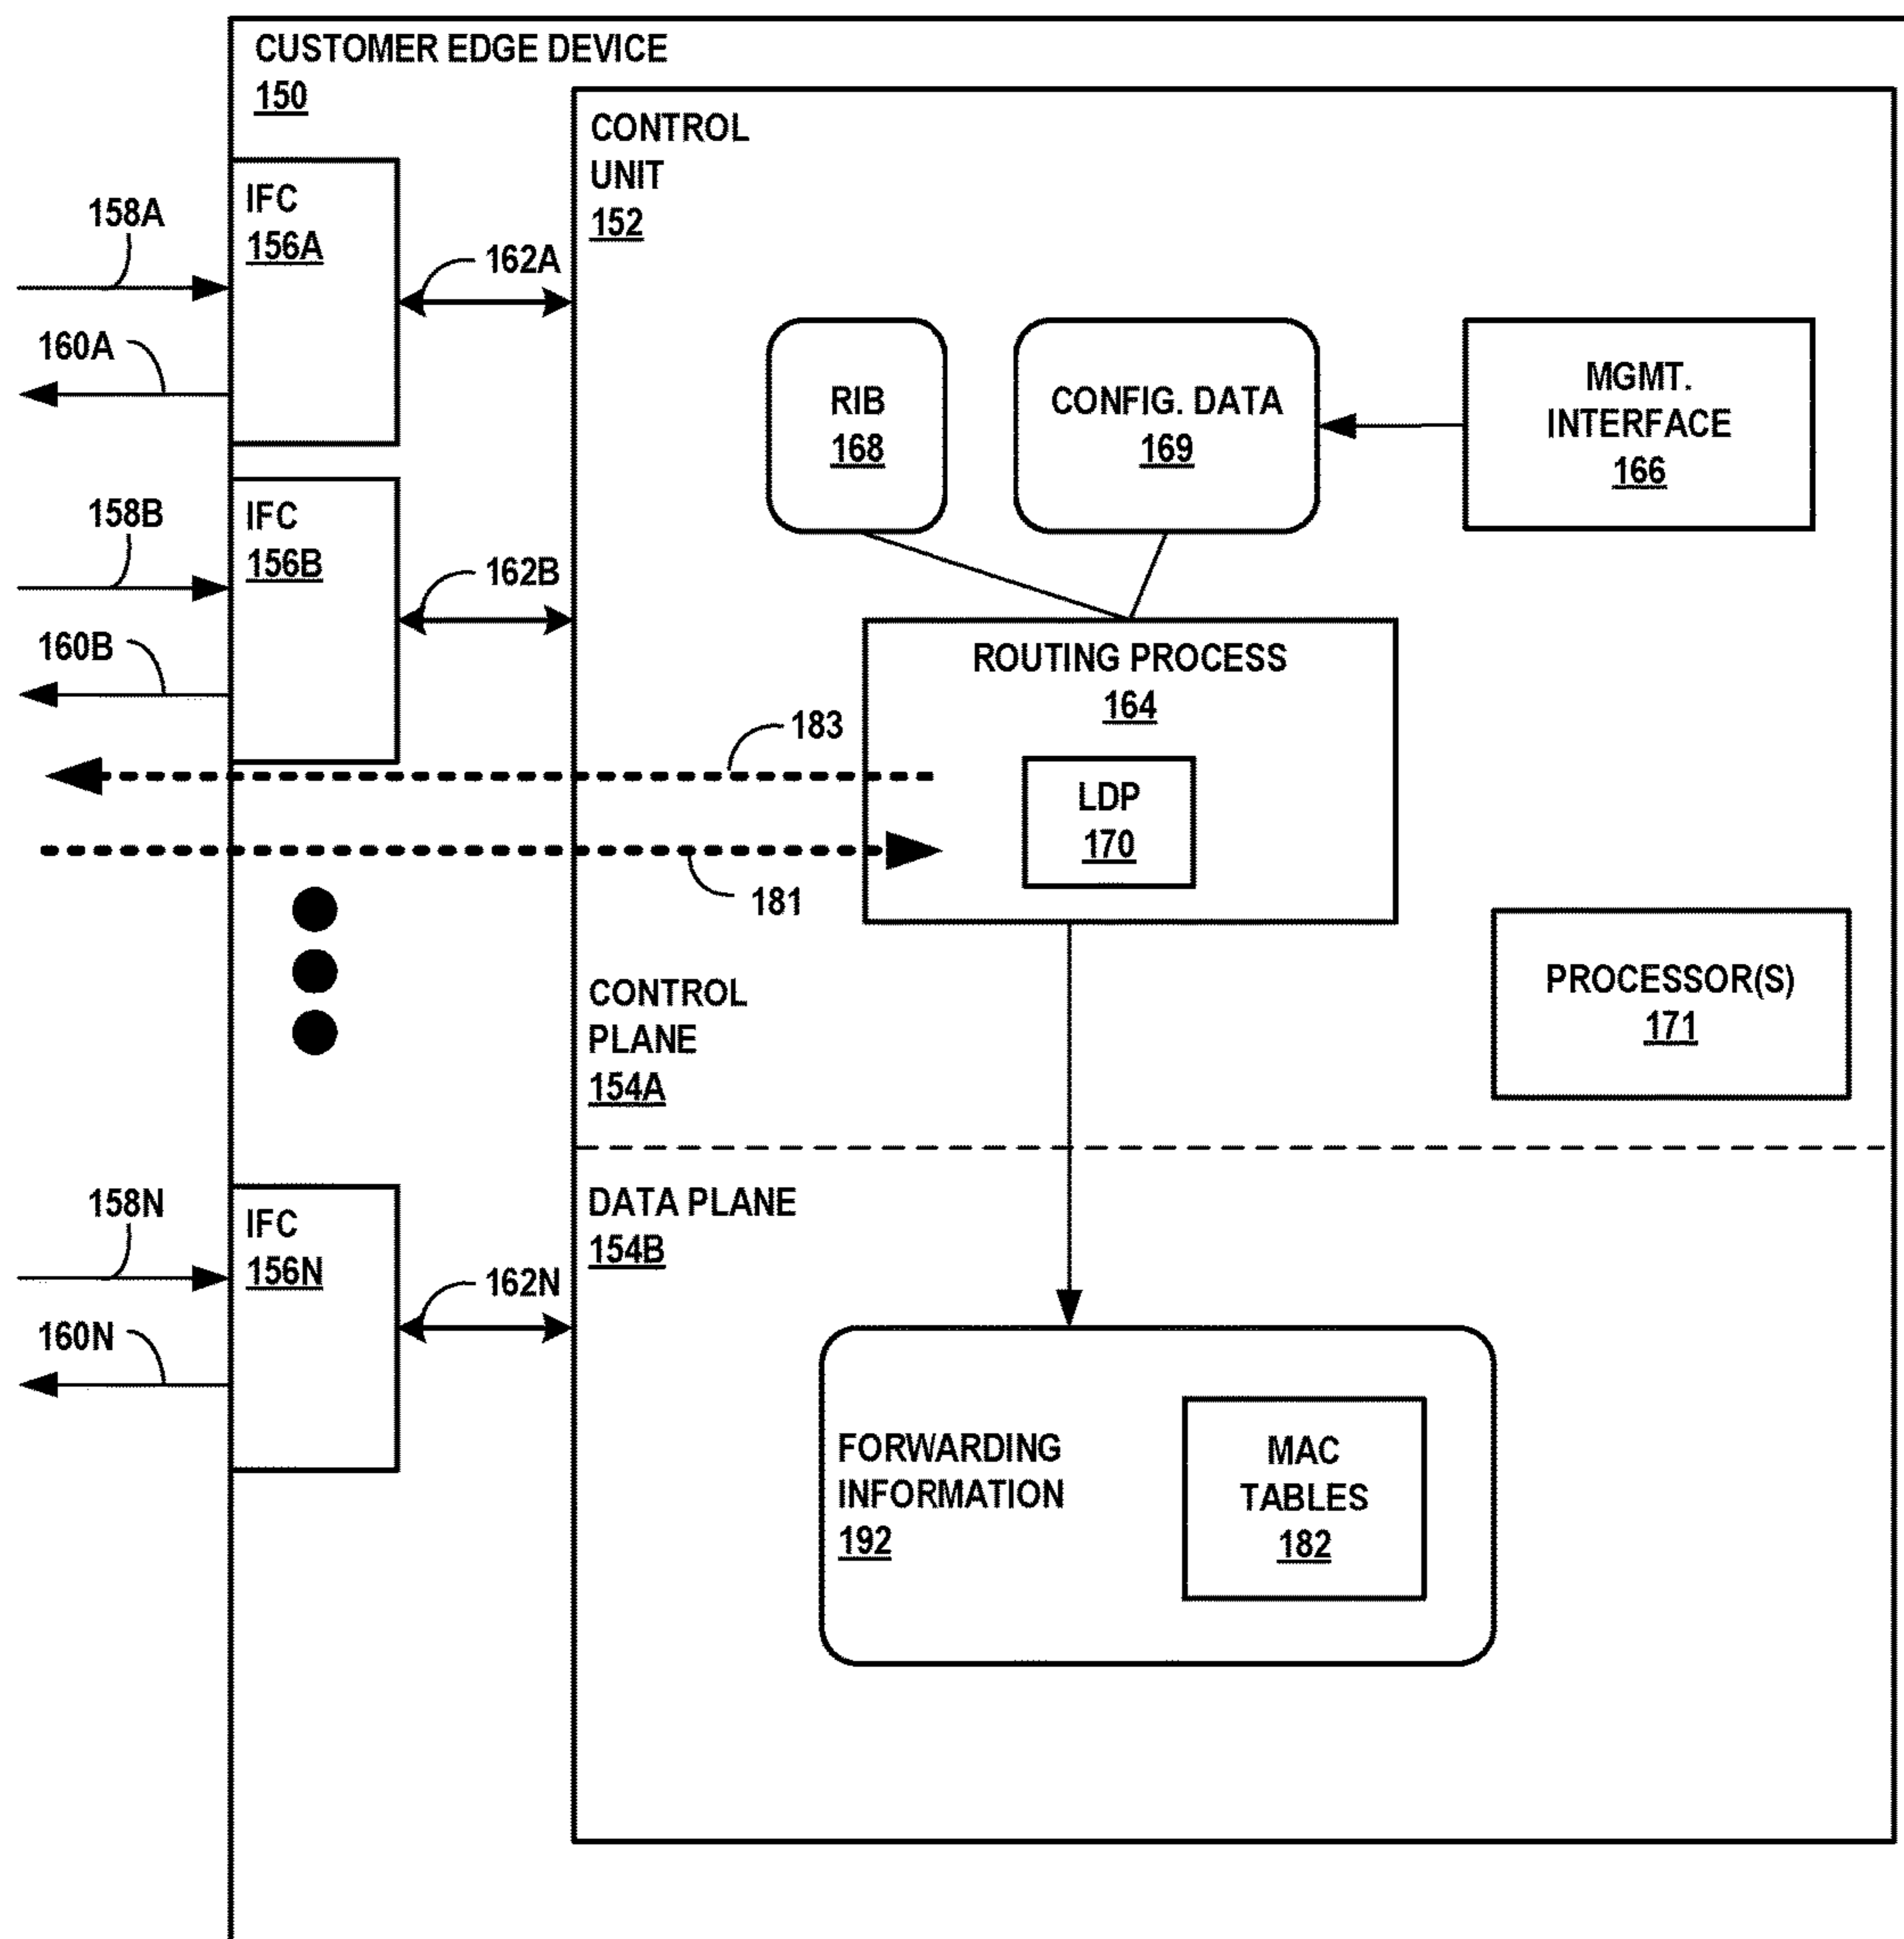 CUSTOMER EDGE DEVICE
150
CONTROL
UNIT
152
IFC
156A
158A
160A
162A
RIB
168
CONFIG. DATA
169
MGMT.
INTERFACE
166
IFC
156B
158B
160B
162B
ROUTING PROCESS
164
LDP
170
183
181
PROCESSOR(S)
171
CONTROL
PLANE
154A
DATA PLANE
154B
IFC
156N
158N
160N
162N
FORWARDING
INFORMATION
192
MAC
TABLES
182